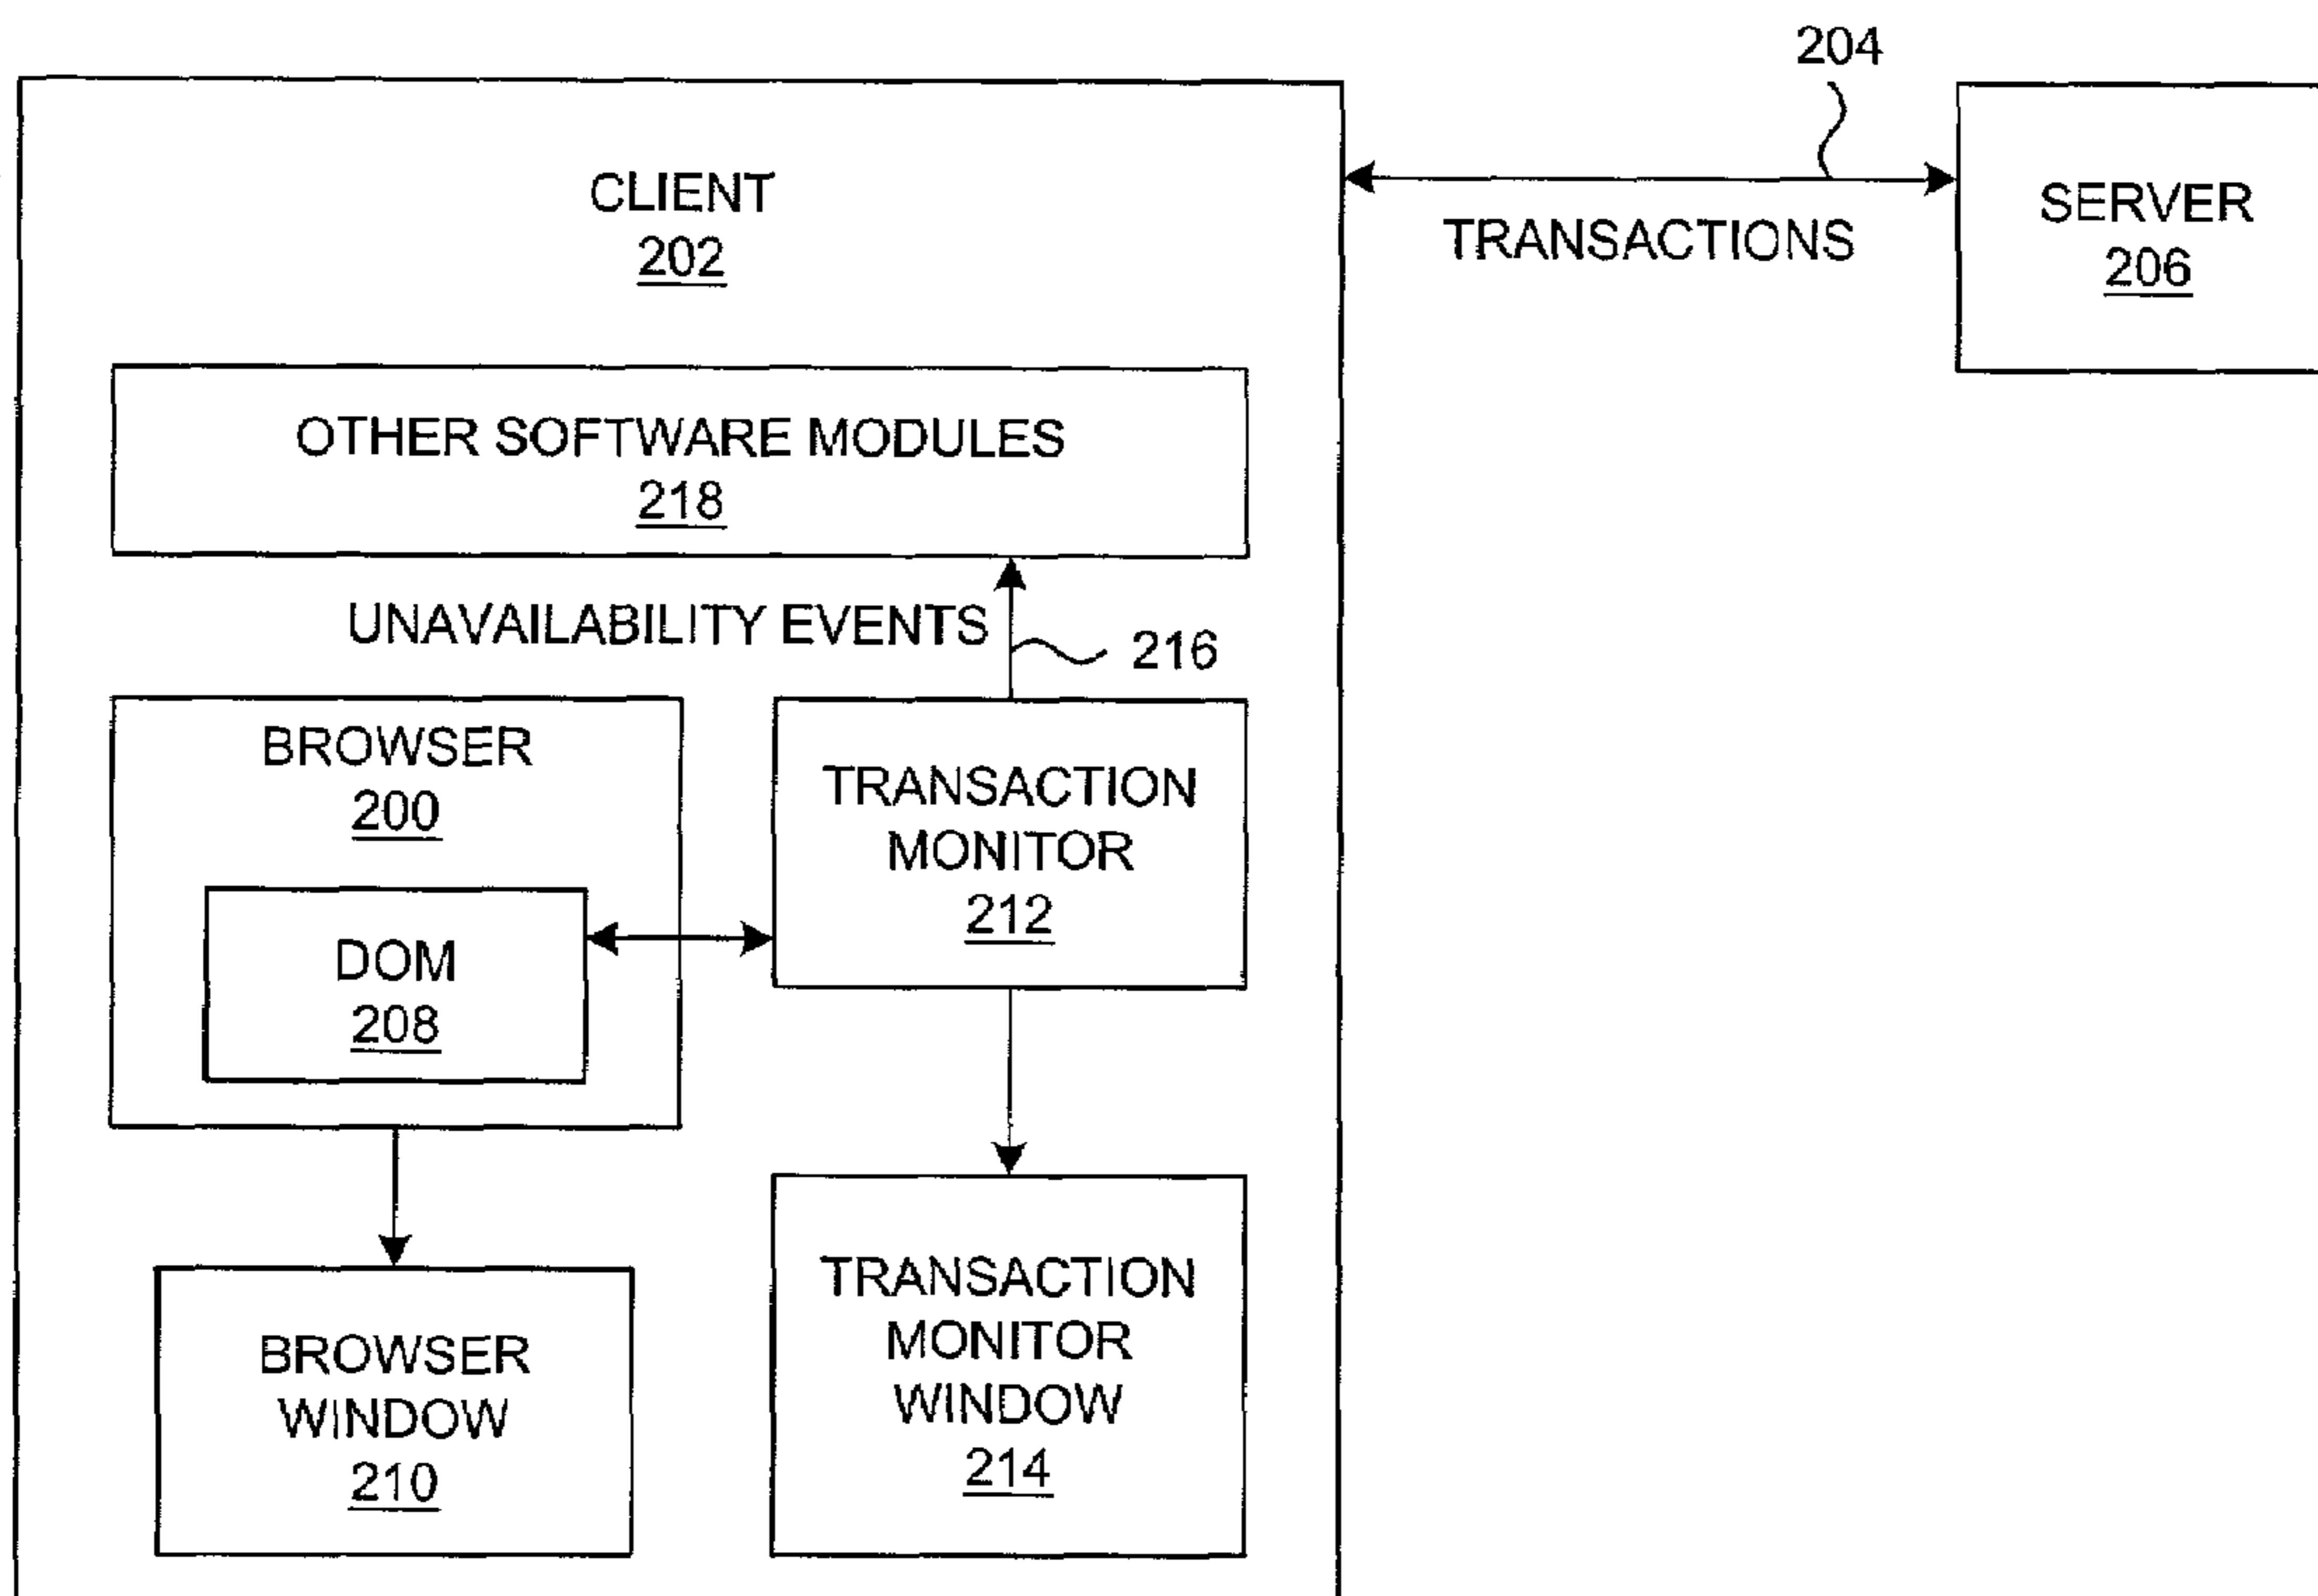 204
CLIENT
202
TRANSACTIONS
SERVER
206
OTHER SOFTWARE MODULES
218
UNAVAILABILITY EVENTS
216
BROWSER
200
TRANSACTION
MONITOR
212
DOM
208
BROWSER
WINDOW
210
TRANSACTION
MONITOR
WINDOW
214